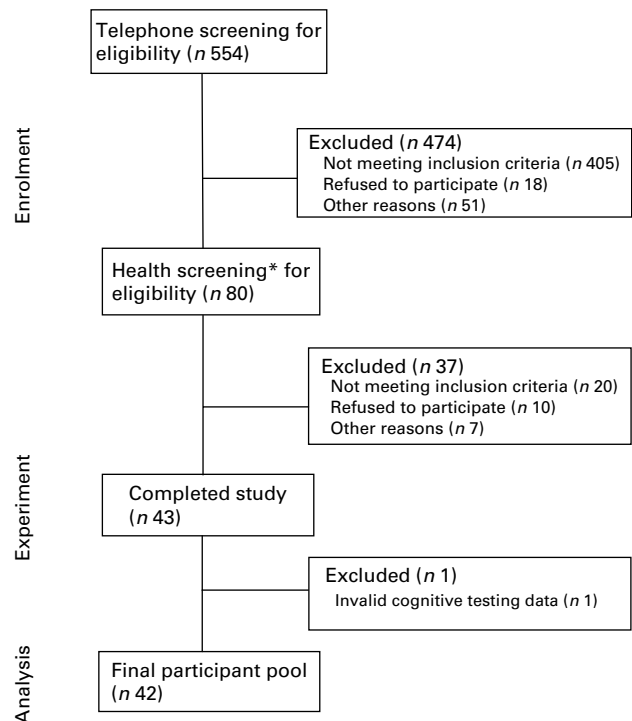 Telephone screening for
eligibility (n 554)
Enrolment
Excluded (n 474)
Not meeting inclusion criteria (n 405)
Refused to participate (n 18)
Other reasons (n 51)
Health screening* for
eligibility (n 80)
Excluded (n 37)
Not meeting inclusion criteria (n 20)
Refused to participate (n 10)
Other reasons (n 7)
Experiment
Completed study
(n 43)
Excluded (n 1)
Invalid cognitive testing data (n 1)
Analysis
Final participant pool
(n 42)